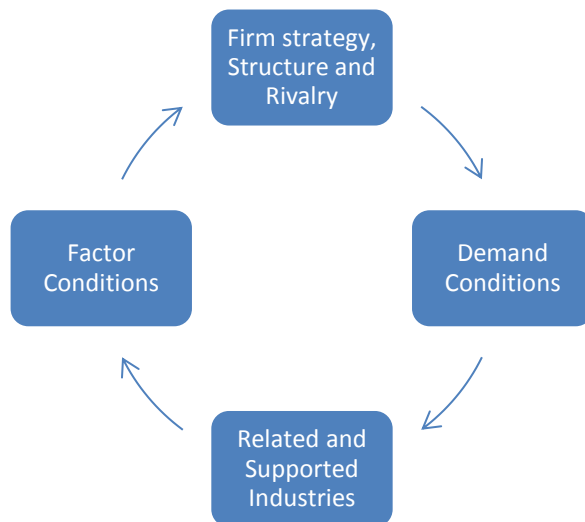 Firm strategy,
Structure and
Rivalry
Factor
Conditions
Demand
Conditions
Related and
Supported
Industries